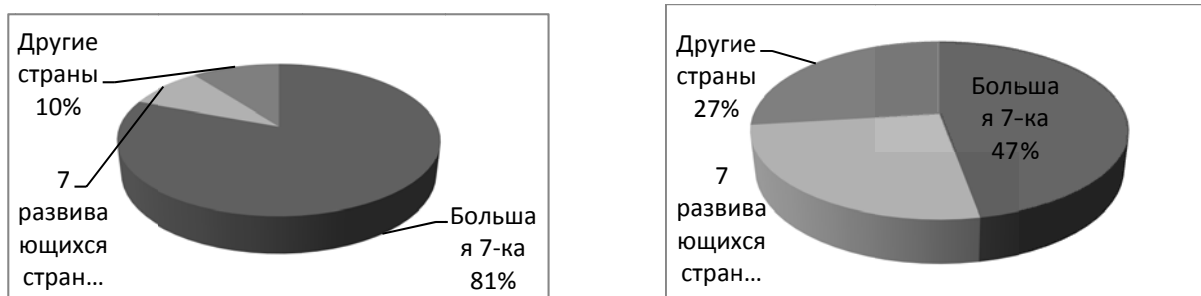 Другие
страны
10%
7
развива
ющихся
стран...
Больша
я 7-ка
81%
Другие
страны
27%
7
развива
ющихся
стран...
Больша
я 7-ка
47%